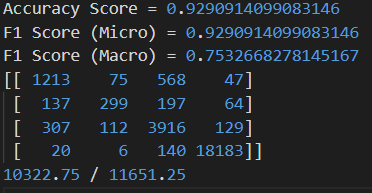 Accuracy Score = 0.9290914099083146
F1 Score (Micro) = 0.9290914099083146
F1 Score (Macro) = 0.7532668278145167
[[ 1213 75 568 47]
[ 137 299 197 64]
[ 307 112 3916 129]
[ 20 6 140 18183]]
10322.75 / 11651.25